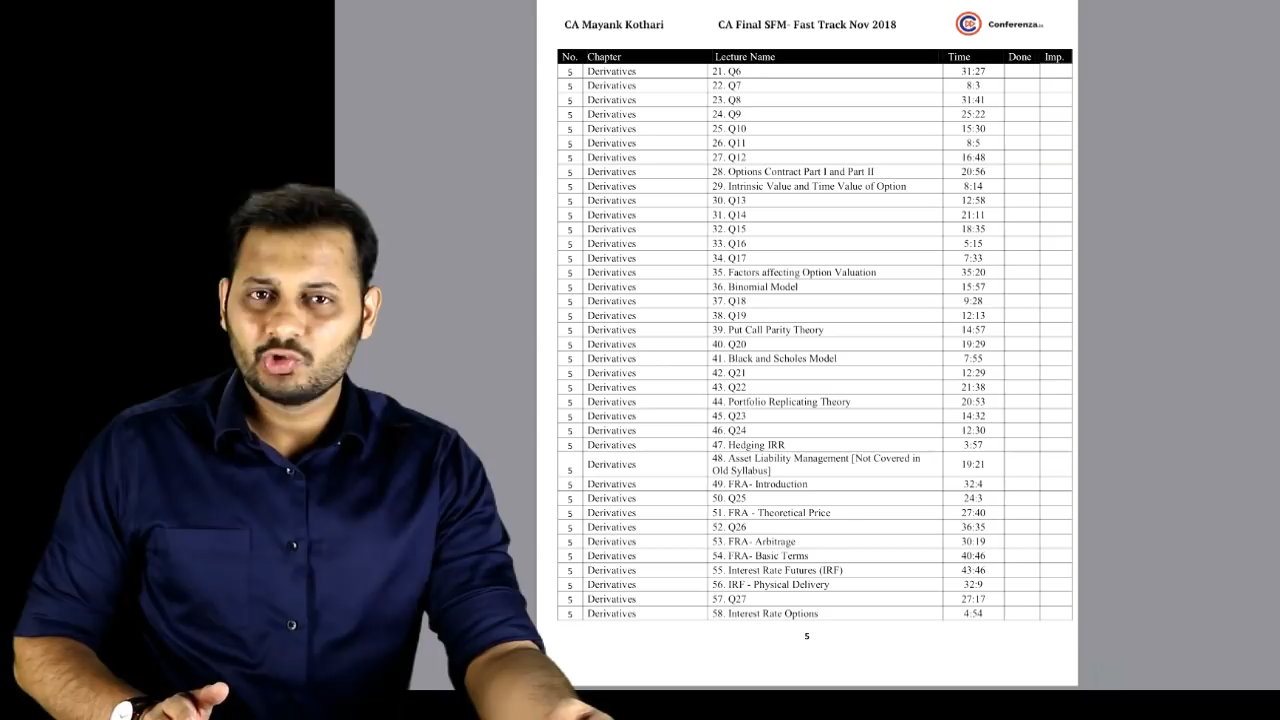 CA Mayank Kothari CA Final SFM- Fast Track Nov 2018 Conferenza.in
No. Chapter Lecture Name Time Done Imp.
5 Derivatives 21. Q6 31:27
5 Derivatives 22. Q7 8:3
5 Derivatives 23. Q8 31:41
5 Derivatives 24. Q9 25:22
5 Derivatives 25. Q10 15:30
5 Derivatives 26. Q11 8:5
5 Derivatives 27. Q12 16:48
5 Derivatives 28. Options Contract Part I and Part II 20:56
5 Derivatives 29. Intrinsic Value and Time Value of Option 8:14
5 Derivatives 30. Q13 12:58
5 Derivatives 31. Q14 21:11
5 Derivatives 32. Q15 18:35
5 Derivatives 33. Q16 5:15
5 Derivatives 34. Q17 7:33
5 Derivatives 35. Factors affecting Option Valuation 35:20
5 Derivatives 36. Binomial Model 15:57
5 Derivatives 37. Q18 9:28
5 Derivatives 38. Q19 12:13
5 Derivatives 39. Put Call Parity Theory 14:57
5 Derivatives 40. Q20 19:29
5 Derivatives 41. Black and Scholes Model 7:55
5 Derivatives 42. Q21 12:29
5 Derivatives 43. Q22 21:38
5 Derivatives 44. Portfolio Replicating Theory 20:53
5 Derivatives 45. Q23 14:32
5 Derivatives 46. Q24 12:30
5 Derivatives 47. Hedging IRR 3:57
5 Derivatives 48. Asset Liability Management [Not Covered in
Old Syllabus] 19:21
5 Derivatives 49. FRA- Introduction 32:4
5 Derivatives 50. Q25 24:3
5 Derivatives 51. FRA - Theoretical Price 27:40
5 Derivatives 52. Q26 36:35
5 Derivatives 53. FRA- Arbitrage 30:19
5 Derivatives 54. FRA- Basic Terms 40:46
5 Derivatives 55. Interest Rate Futures (IRF) 43:46
5 Derivatives 56. IRF - Physical Delivery 32:9
5 Derivatives 57. Q27 27:17
5 Derivatives 58. Interest Rate Options 4:54
5